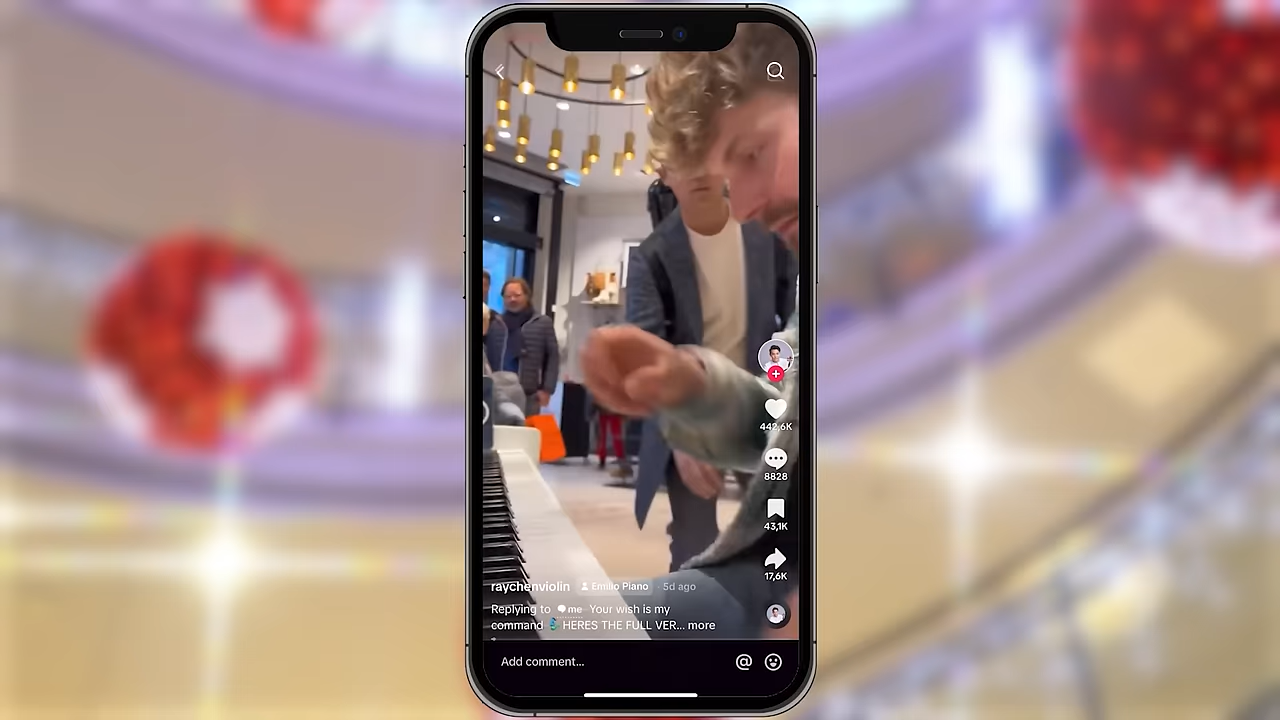 442,6K
8828
43,1K
17,6K
raychenviolin Emilio Piano · 5d ago
Replying to me Your wish is my
command HERES THE FULL VER... more
Add comment...
@